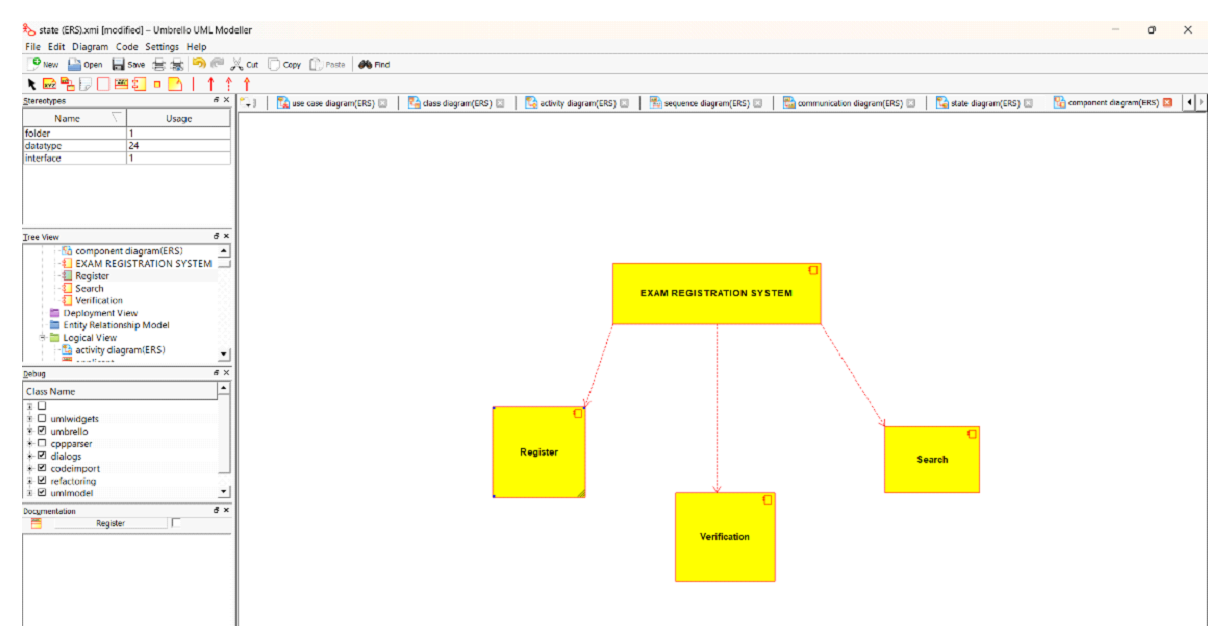 state (ERS).xmi [modified] – Umbrello UML Modeller
File Edit Diagram Code Settings Help
New Open Save Cut Copy Paste Find
Stereotypes
use case diagram(ERS) class diagram(ERS) activity diagram(ERS) sequence diagram(ERS) communication diagram(ERS) state diagram(ERS) component diagram(ERS)
Name Usage
folder 1
datatype 24
interface 1
Tree View
component diagram(ERS)
EXAM REGISTRATION SYSTEM
Register
Search
Verification
Deployment View
Entity Relationship Model
Logical View
activity diagram(ERS)
Debug
Class Name
umlwidgets
umbrello
cppparser
dialogs
codeimport
refactoring
umlmodel
Documentation
Register
EXAM REGISTRATION SYSTEM
Register
Search
Verification